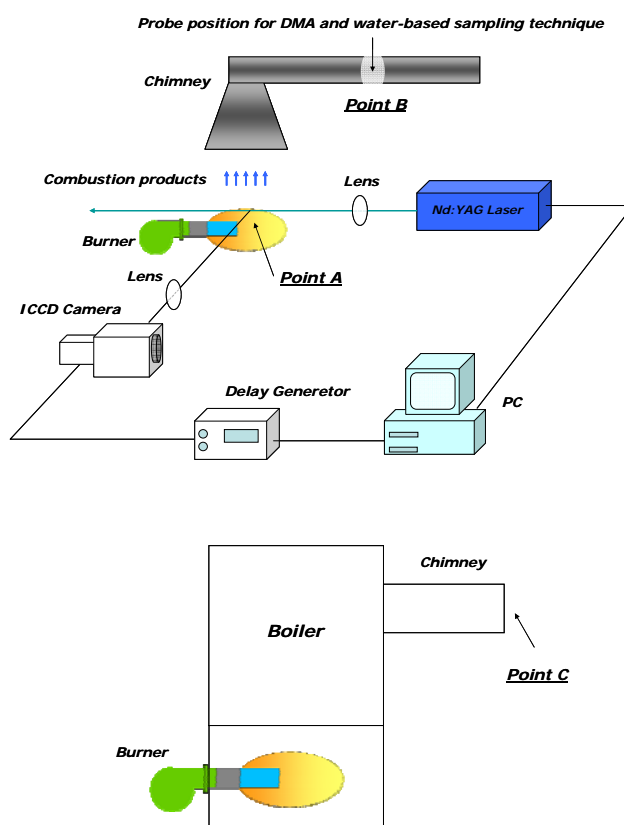 Probe position for DMA and water-based sampling technique
Chimney
Point B
Combustion products
Lens
Nd:YAG Laser
Burner
Point A
Lens
ICCD Camera
Delay Generetor
PC
Chimney
Boiler
Point C
Burner